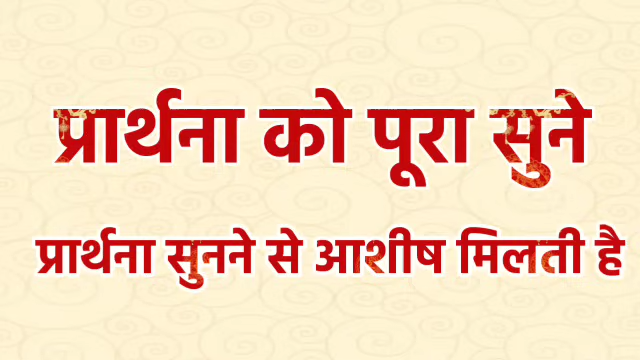 प्रार्थना को पूरा सुने
प्रार्थना सुनने से आशीष मिलती है